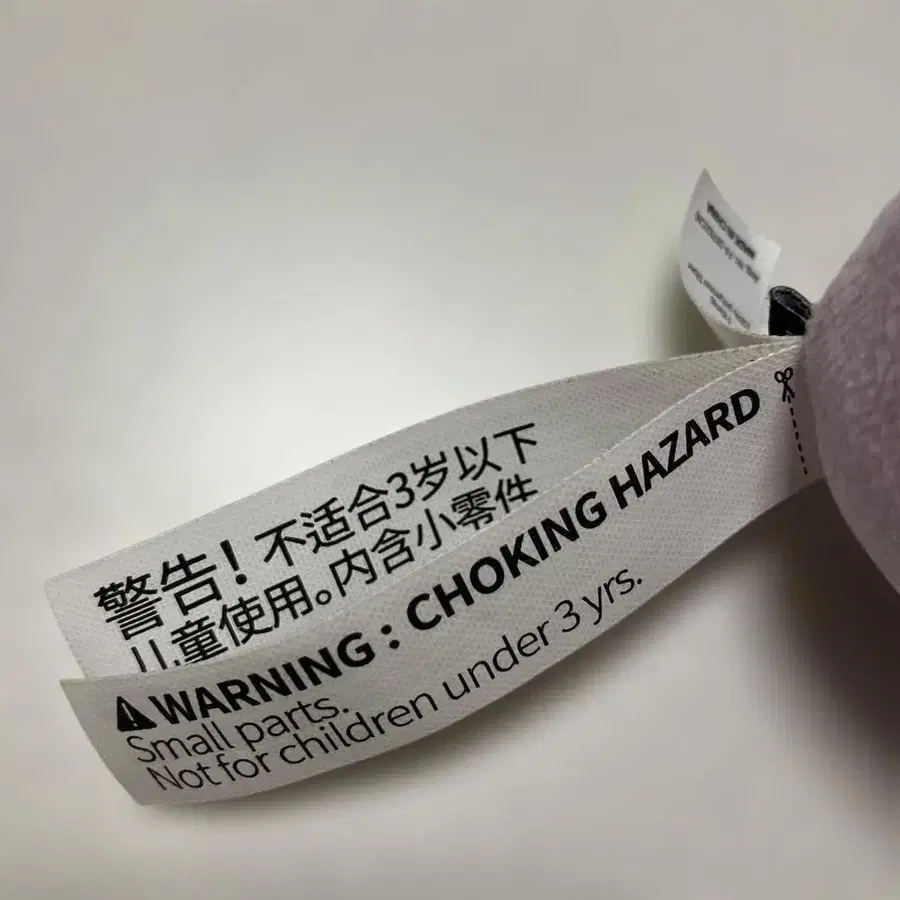 警告！不适合3岁以下
儿童使用。内含小零件
WARNING : CHOKING HAZARD
Small parts.
Not for children under 3 yrs.